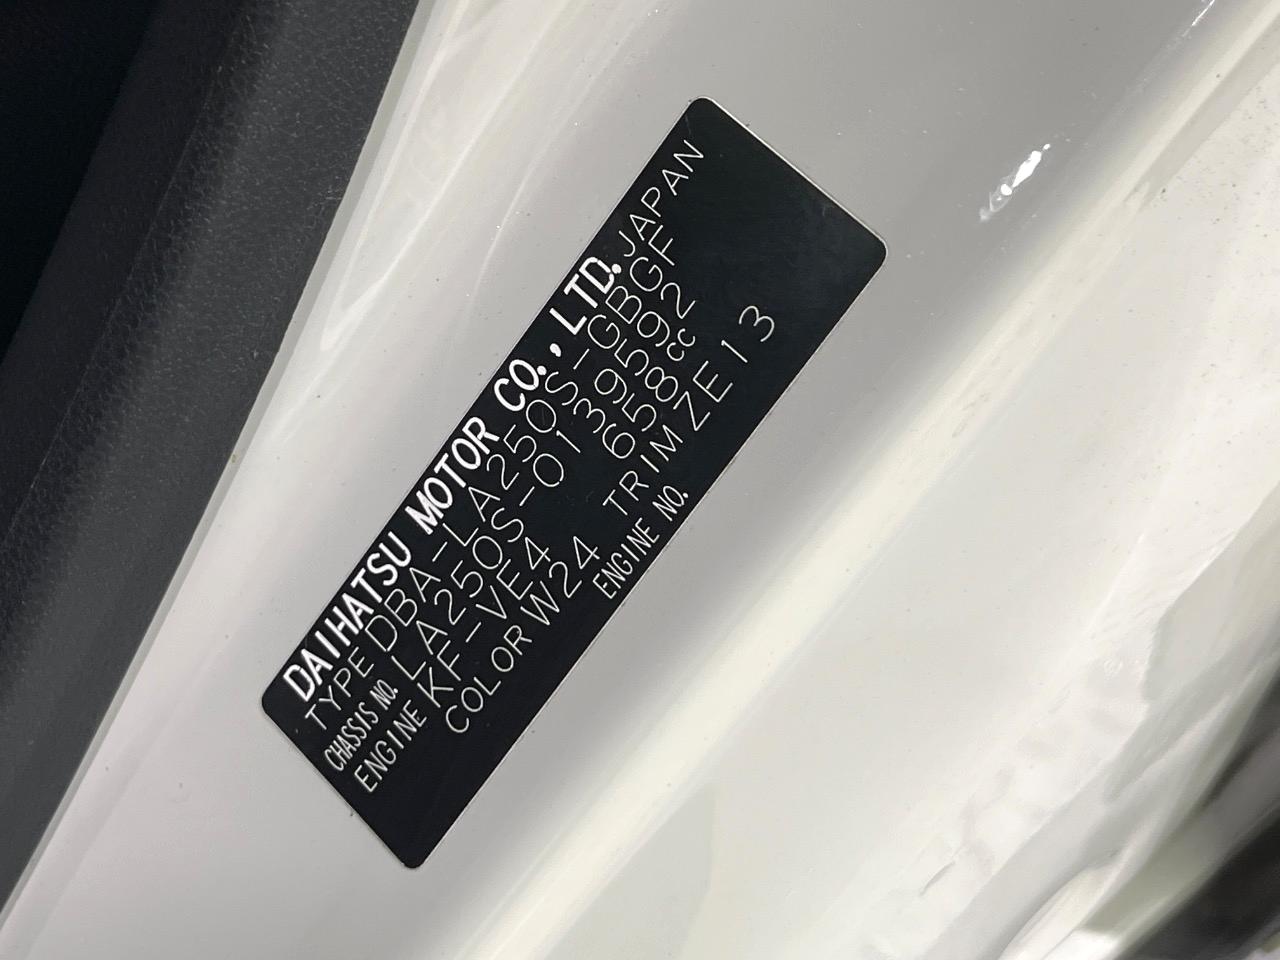 DAIHATSU MOTOR CO., LTD. JAPAN
TYPE DBA-LA250S-GBGF
CHASSIS NO. LA250S-0139592
ENGINE KF-VE4 658cc
COLOR W24 TRIM ZE13
ENGINE NO.